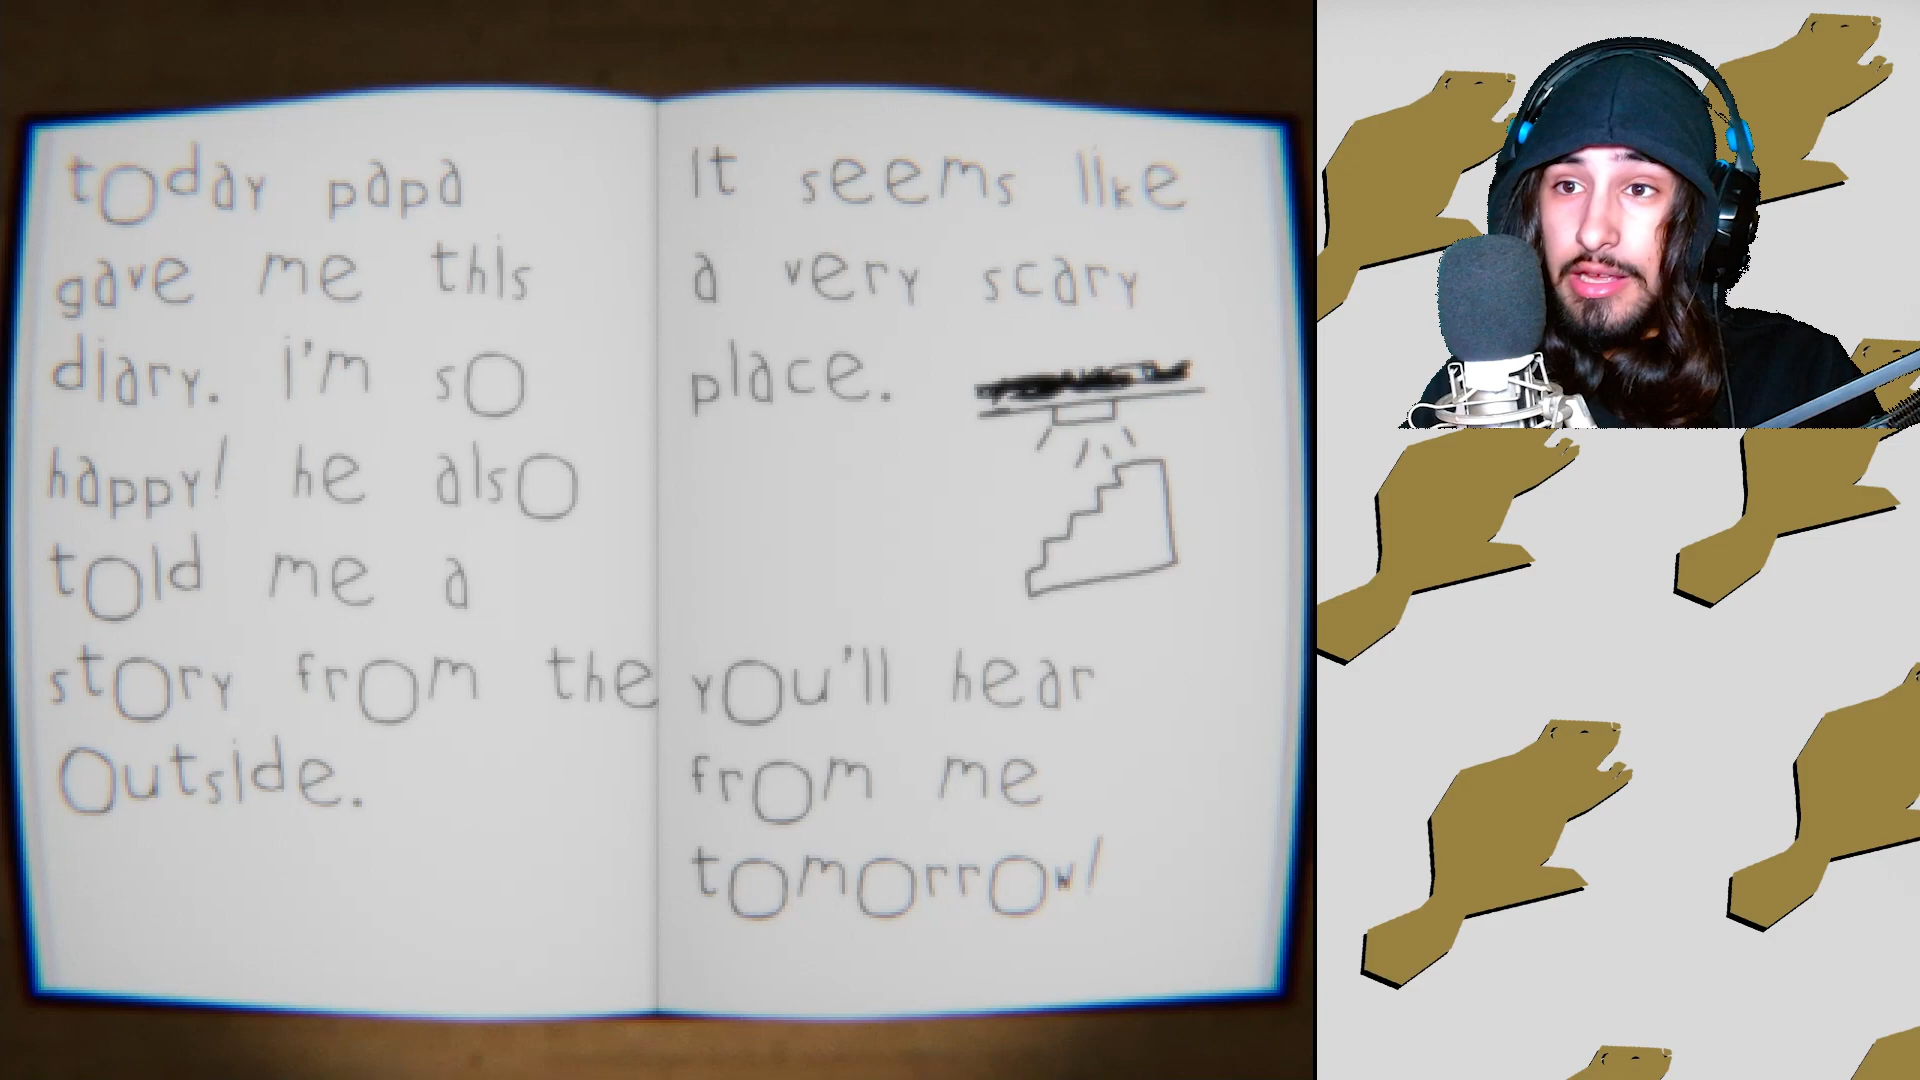 today papa
gave me this
diary. i'm so
happy! he also
told me a
story from the
outside.
It seems like
a very scary
place.
you'll hear
from me
tomorrow!